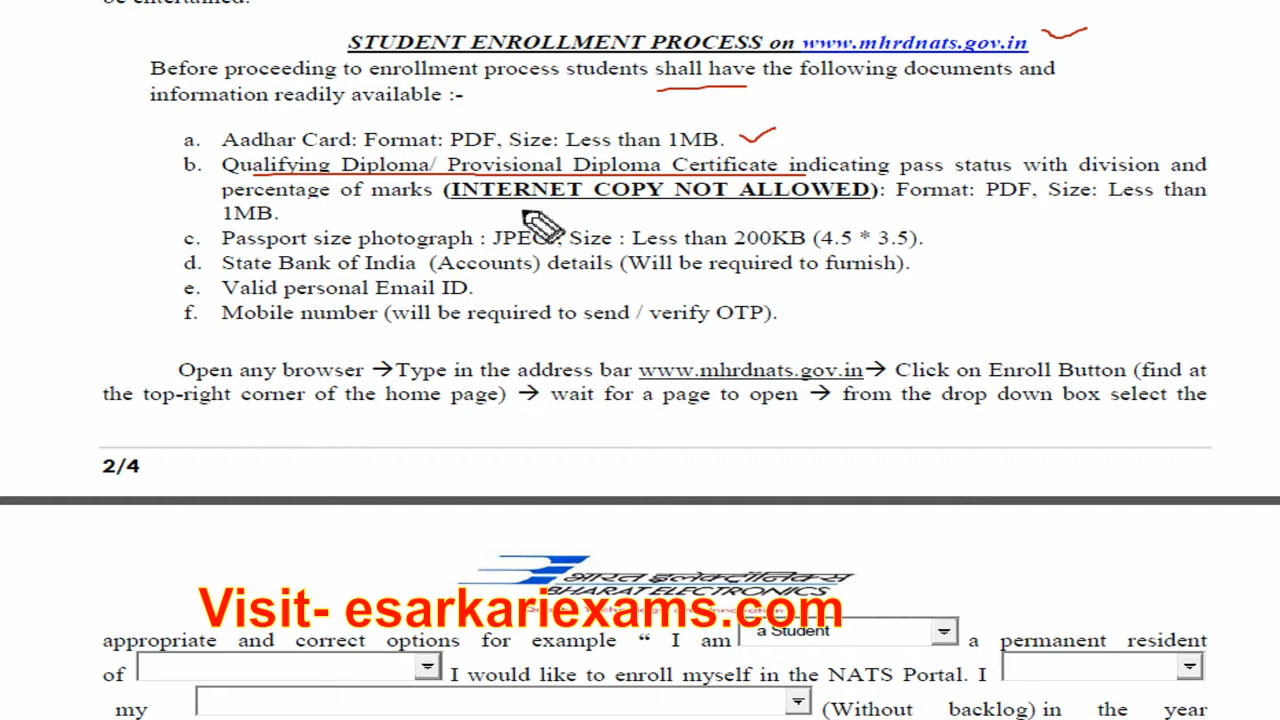 be entertained.
STUDENT ENROLLMENT PROCESS on www.mhrdnats.gov.in
Before proceeding to enrollment process students shall have the following documents and
information readily available :-
a. Aadhar Card: Format: PDF, Size: Less than 1MB.
b. Qualifying Diploma/ Provisional Diploma Certificate indicating pass status with division and
percentage of marks (INTERNET COPY NOT ALLOWED): Format: PDF, Size: Less than
1MB.
c. Passport size photograph : JPEG, Size : Less than 200KB (4.5 * 3.5).
d. State Bank of India (Accounts) details (Will be required to furnish).
e. Valid personal Email ID.
f. Mobile number (will be required to send / verify OTP).
Open any browser →Type in the address bar www.mhrdnats.gov.in→ Click on Enroll Button (find at
the top-right corner of the home page) → wait for a page to open → from the drop down box select the
2/4
भारत इलेक्ट्रॉनिक्स
BHARAT ELECTRONICS
Visit- esarkariexams.com
appropriate and correct options for example “ I am a Student a permanent resident
of I would like to enroll myself in the NATS Portal. I
my (Without backlog) in the year